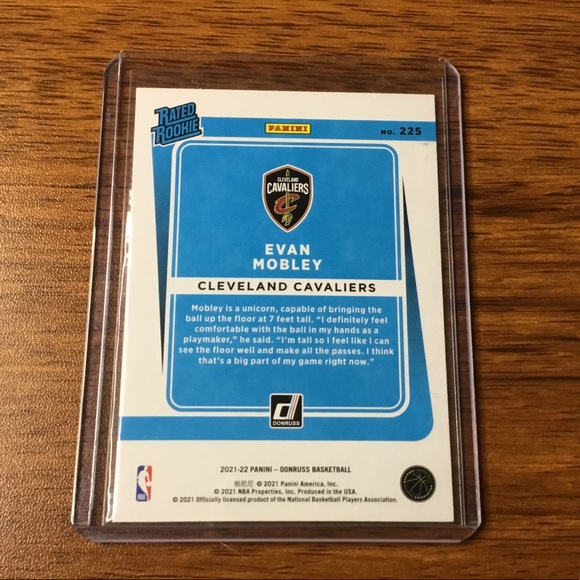 RATED
ROOKIE
PANINI
NO. 225
CLEVELAND
CAVALIERS
C
EVAN
MOBLEY
CLEVELAND CAVALIERS
Mobley is a unicorn, capable of bringing the
ball up the floor at 7 feet tall. “I definitely feel
comfortable with the ball in my hands as a
playmaker,” he said. “I’m tall so I feel like I can
see the floor well and make all the passes. I think
that’s a big part of my game right now.”
d
DONRUSS
2021-22 PANINI – DONRUSS BASKETBALL
帕尼尼 © 2021 Panini America, Inc.
© 2021 NBA Properties, Inc. Produced in the USA.
© 2021 Officially licensed product of the National Basketball Players Association.
NBA